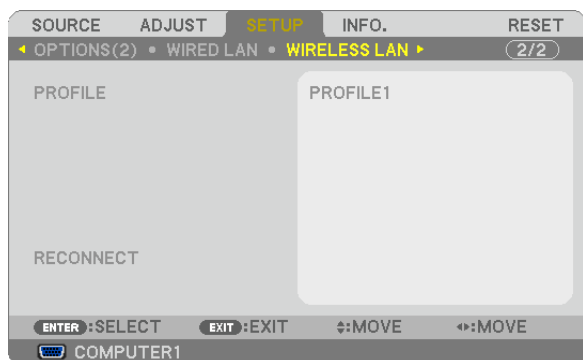 SOURCE ADJUST SETUP INFO. RESET
OPTIONS(2) • WIRED LAN • WIRELESS LAN 2/2
PROFILE PROFILE1
RECONNECT
ENTER :SELECT EXIT :EXIT :MOVE :MOVE
COMPUTER1